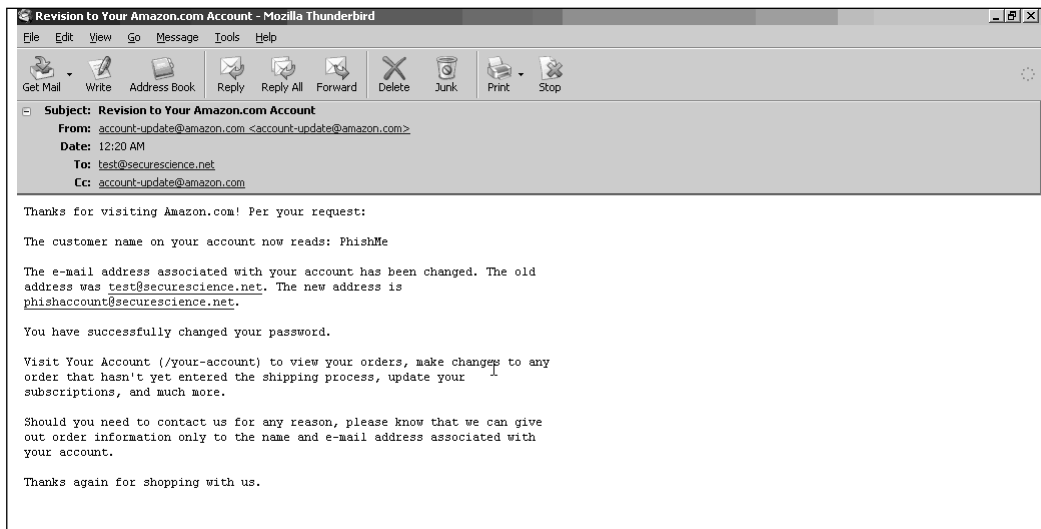 Revision to Your Amazon.com Account - Mozilla Thunderbird
File Edit View Go Message Tools Help
Get Mail Write Address Book Reply Reply All Forward Delete Junk Print Stop
Subject: Revision to Your Amazon.com Account
From: account-update@amazon.com <account-update@amazon.com>
Date: 12:20 AM
To: test@securescience.net
Cc: account-update@amazon.com
Thanks for visiting Amazon.com! Per your request:
The customer name on your account now reads: PhishMe
The e-mail address associated with your account has been changed. The old
address was test@securescience.net. The new address is
phishaccount@securescience.net.
You have successfully changed your password.
Visit Your Account (/your-account) to view your orders, make changes to any
order that hasn't yet entered the shipping process, update your
subscriptions, and much more.
Should you need to contact us for any reason, please know that we can give
out order information only to the name and e-mail address associated with
your account.
Thanks again for shopping with us.